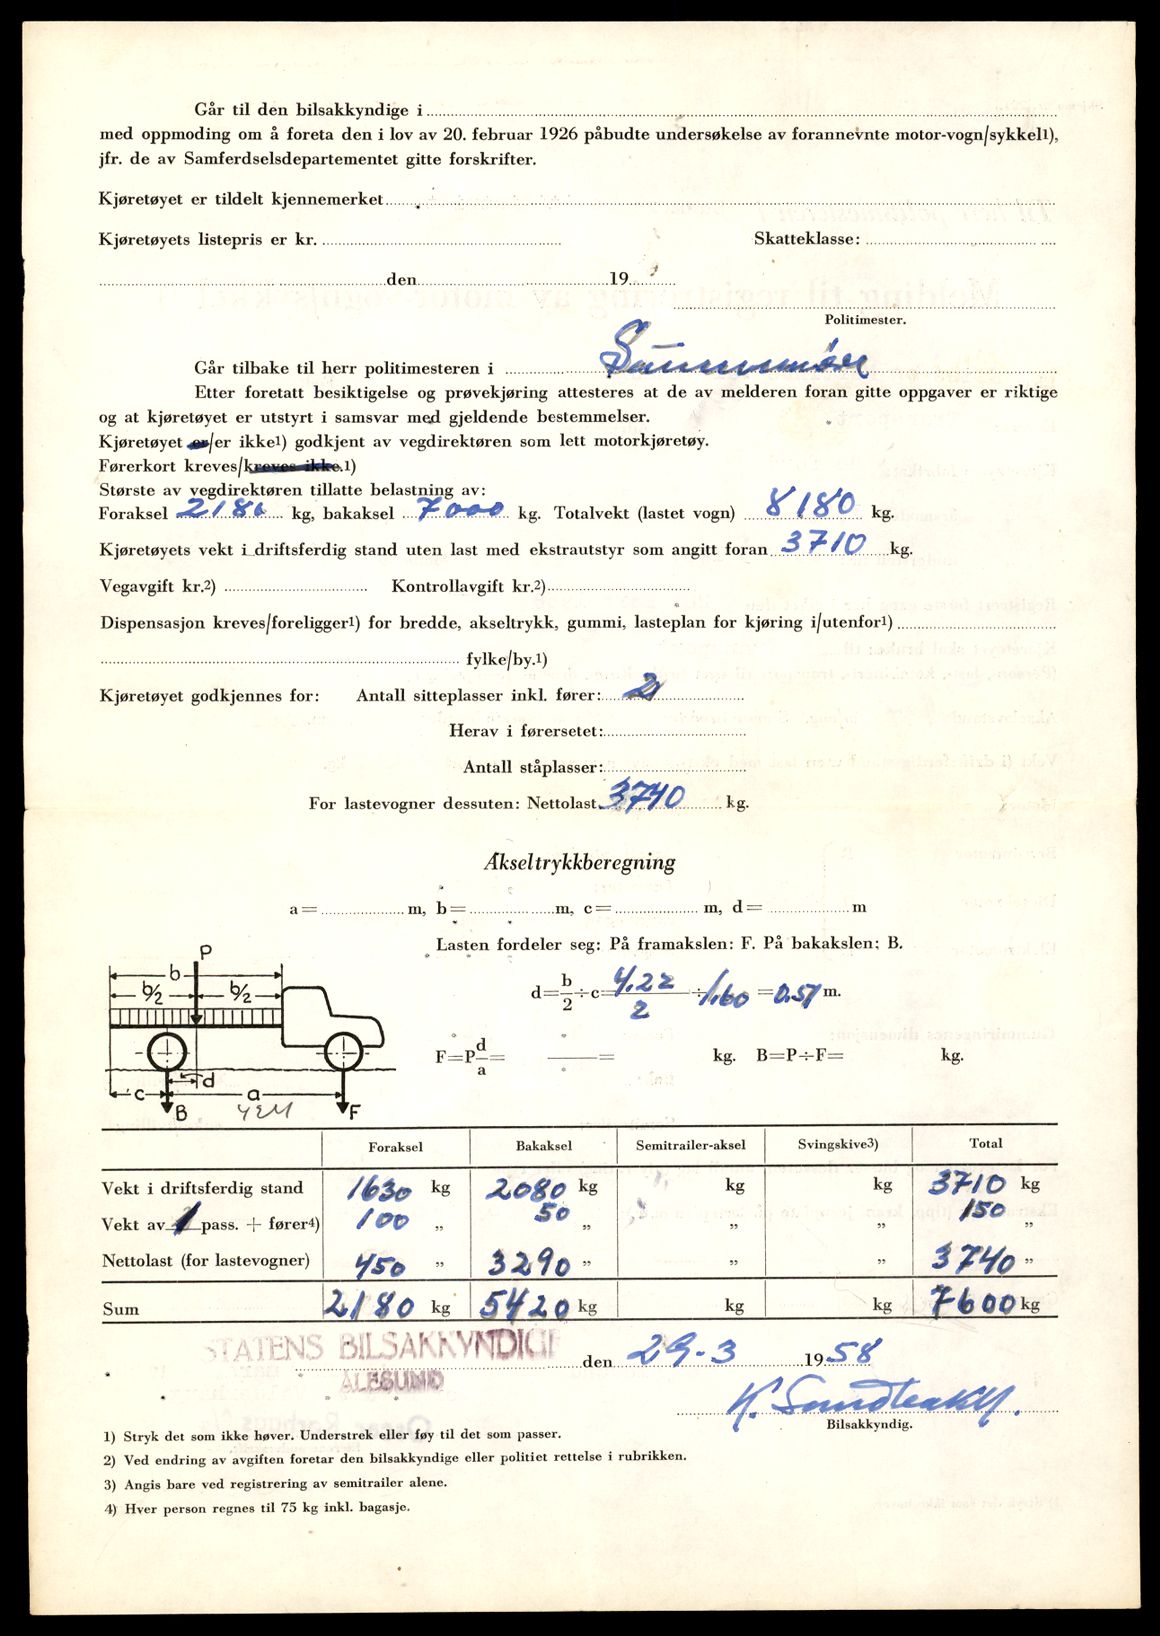 Går til den bilsakkyndige i
med oppmoding om å foreta den i lov av 20. februar 1926 påbudte undersøkelse av forannevnte motor-vogn/sykkel1),
jfr. de av Samferdselsdepartementet gitte forskrifter.
Kjøretøyet er tildelt kjennemerket
Kjøretøyets listepris er kr. Skatteklasse:
den 19
Politimester.
Går tilbake til herr politimesteren i Sunnmøre
Etter foretatt besiktigelse og prøvekjøring attesteres at de av melderen foran gitte oppgaver er riktige
og at kjøretøyet er utstyrt i samsvar med gjeldende bestemmelser.
Kjøretøyet er/er ikke1) godkjent av vegdirektøren som lett motorkjøretøy.
Førerkort kreves/kreves ikke.1)
Største av vegdirektøren tillatte belastning av:
Foraksel 2180 kg, bakaksel 7000 kg. Totalvekt (lastet vogn) 8180 kg.
Kjøretøyets vekt i driftsferdig stand uten last med ekstrautstyr som angitt foran 3710 kg.
Vegavgift kr.2) Kontrollavgift kr.2)
Dispensasjon kreves/foreligger1) for bredde, akseltrykk, gummi, lasteplan for kjøring i/utenfor1)
fylke/by.1)
Kjøretøyet godkjennes for: Antall sitteplasser inkl. fører: 2
Herav i førersetet:
Antall ståplasser:
For lastevogner dessuten: Nettolast 3740 kg.
Akseltrykkberegning
a= m, b= m, c= m, d= m
Lasten fordeler seg: På framakslen: F. På bakakslen: B.
P
b
b/2 b/2
d=b/2÷c=4.22/2 ÷1.60 =0.51 m.
F=P d/a= = kg. B=P÷F= kg.
d
c a
B F
Foraksel Bakaksel Semitrailer-aksel Svingskive3) Total
Vekt i driftsferdig stand 1630 kg 2080 kg kg kg 3710 kg
Vekt av 1 pass. + fører4) 100 „ 50 „ „ „ 150 „
Nettolast (for lastevogner) 450 „ 3290 „ „ „ 3740 „
Sum 2180 kg 5420 kg kg kg 7600 kg
STATENS BILSAKKYNDIGE
ÅLESUND
den 29-3 1958
Bilsakkyndig.
1) Stryk det som ikke høver. Understrek eller føy til det som passer.
2) Ved endring av avgiften foretar den bilsakkyndige eller politiet rettelse i rubrikken.
3) Angis bare ved registrering av semitrailer alene.
4) Hver person regnes til 75 kg inkl. bagasje.